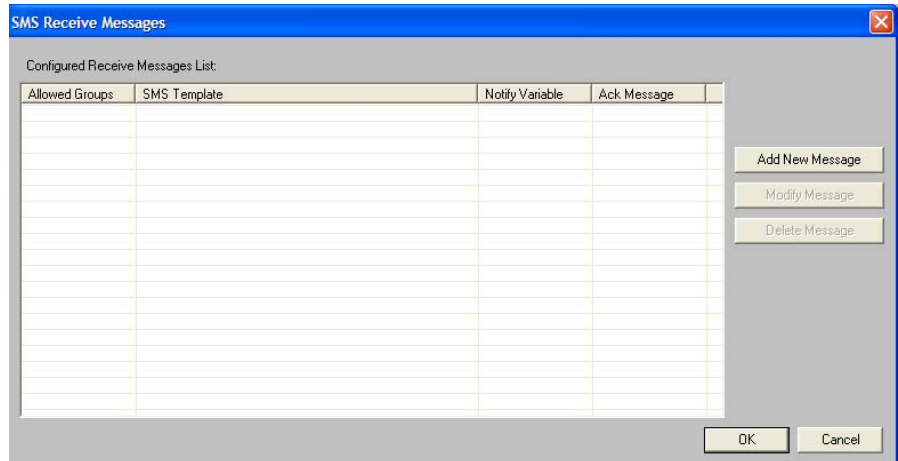 SMS Receive Messages
Configured Receive Messages List:
Allowed Groups SMS Template Notify Variable Ack Message
Add New Message
Modify Message
Delete Message
OK Cancel